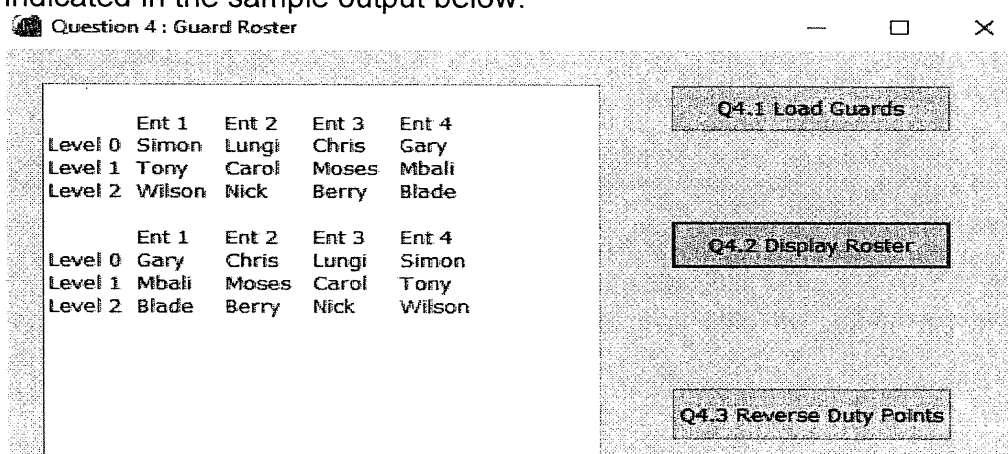 indicated in the sample output below.
Question 4 : Guard Roster
Q4.1 Load Guards
Ent 1 Ent 2 Ent 3 Ent 4
Level 0 Simon Lungi Chris Gary
Level 1 Tony Carol Moses Mbali
Level 2 Wilson Nick Berry Blade
Q4.2 Display Roster
Ent 1 Ent 2 Ent 3 Ent 4
Level 0 Gary Chris Lungi Simon
Level 1 Mbali Moses Carol Tony
Level 2 Blade Berry Nick Wilson
Q4.3 Reverse Duty Points